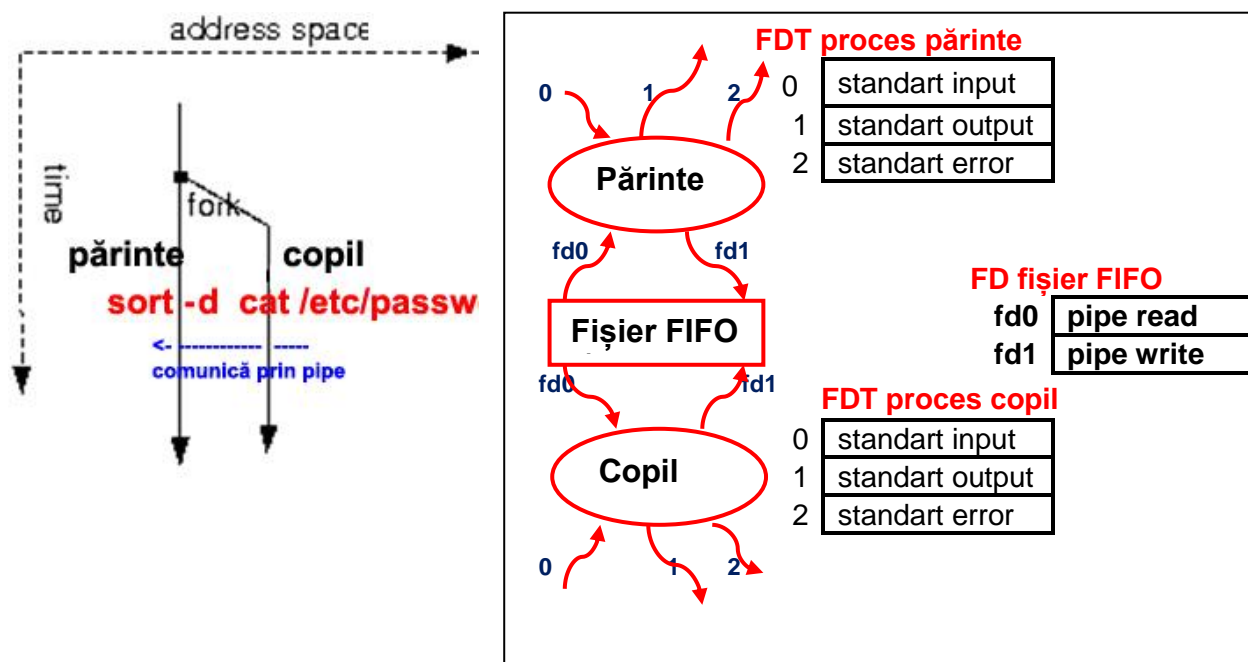 address space
time
fork
părinte
copil
sort -d cat /etc/passw
<- ------------ -----
comunică prin pipe
FDT proces părinte
0 standart input
1 standart output
2 standart error
0
1
2
Părinte
fd0
fd1
Fișier FIFO
FD fișier FIFO
fd0 pipe read
fd1 pipe write
fd0
fd1
FDT proces copil
0 standart input
1 standart output
2 standart error
Copil
0
1
2